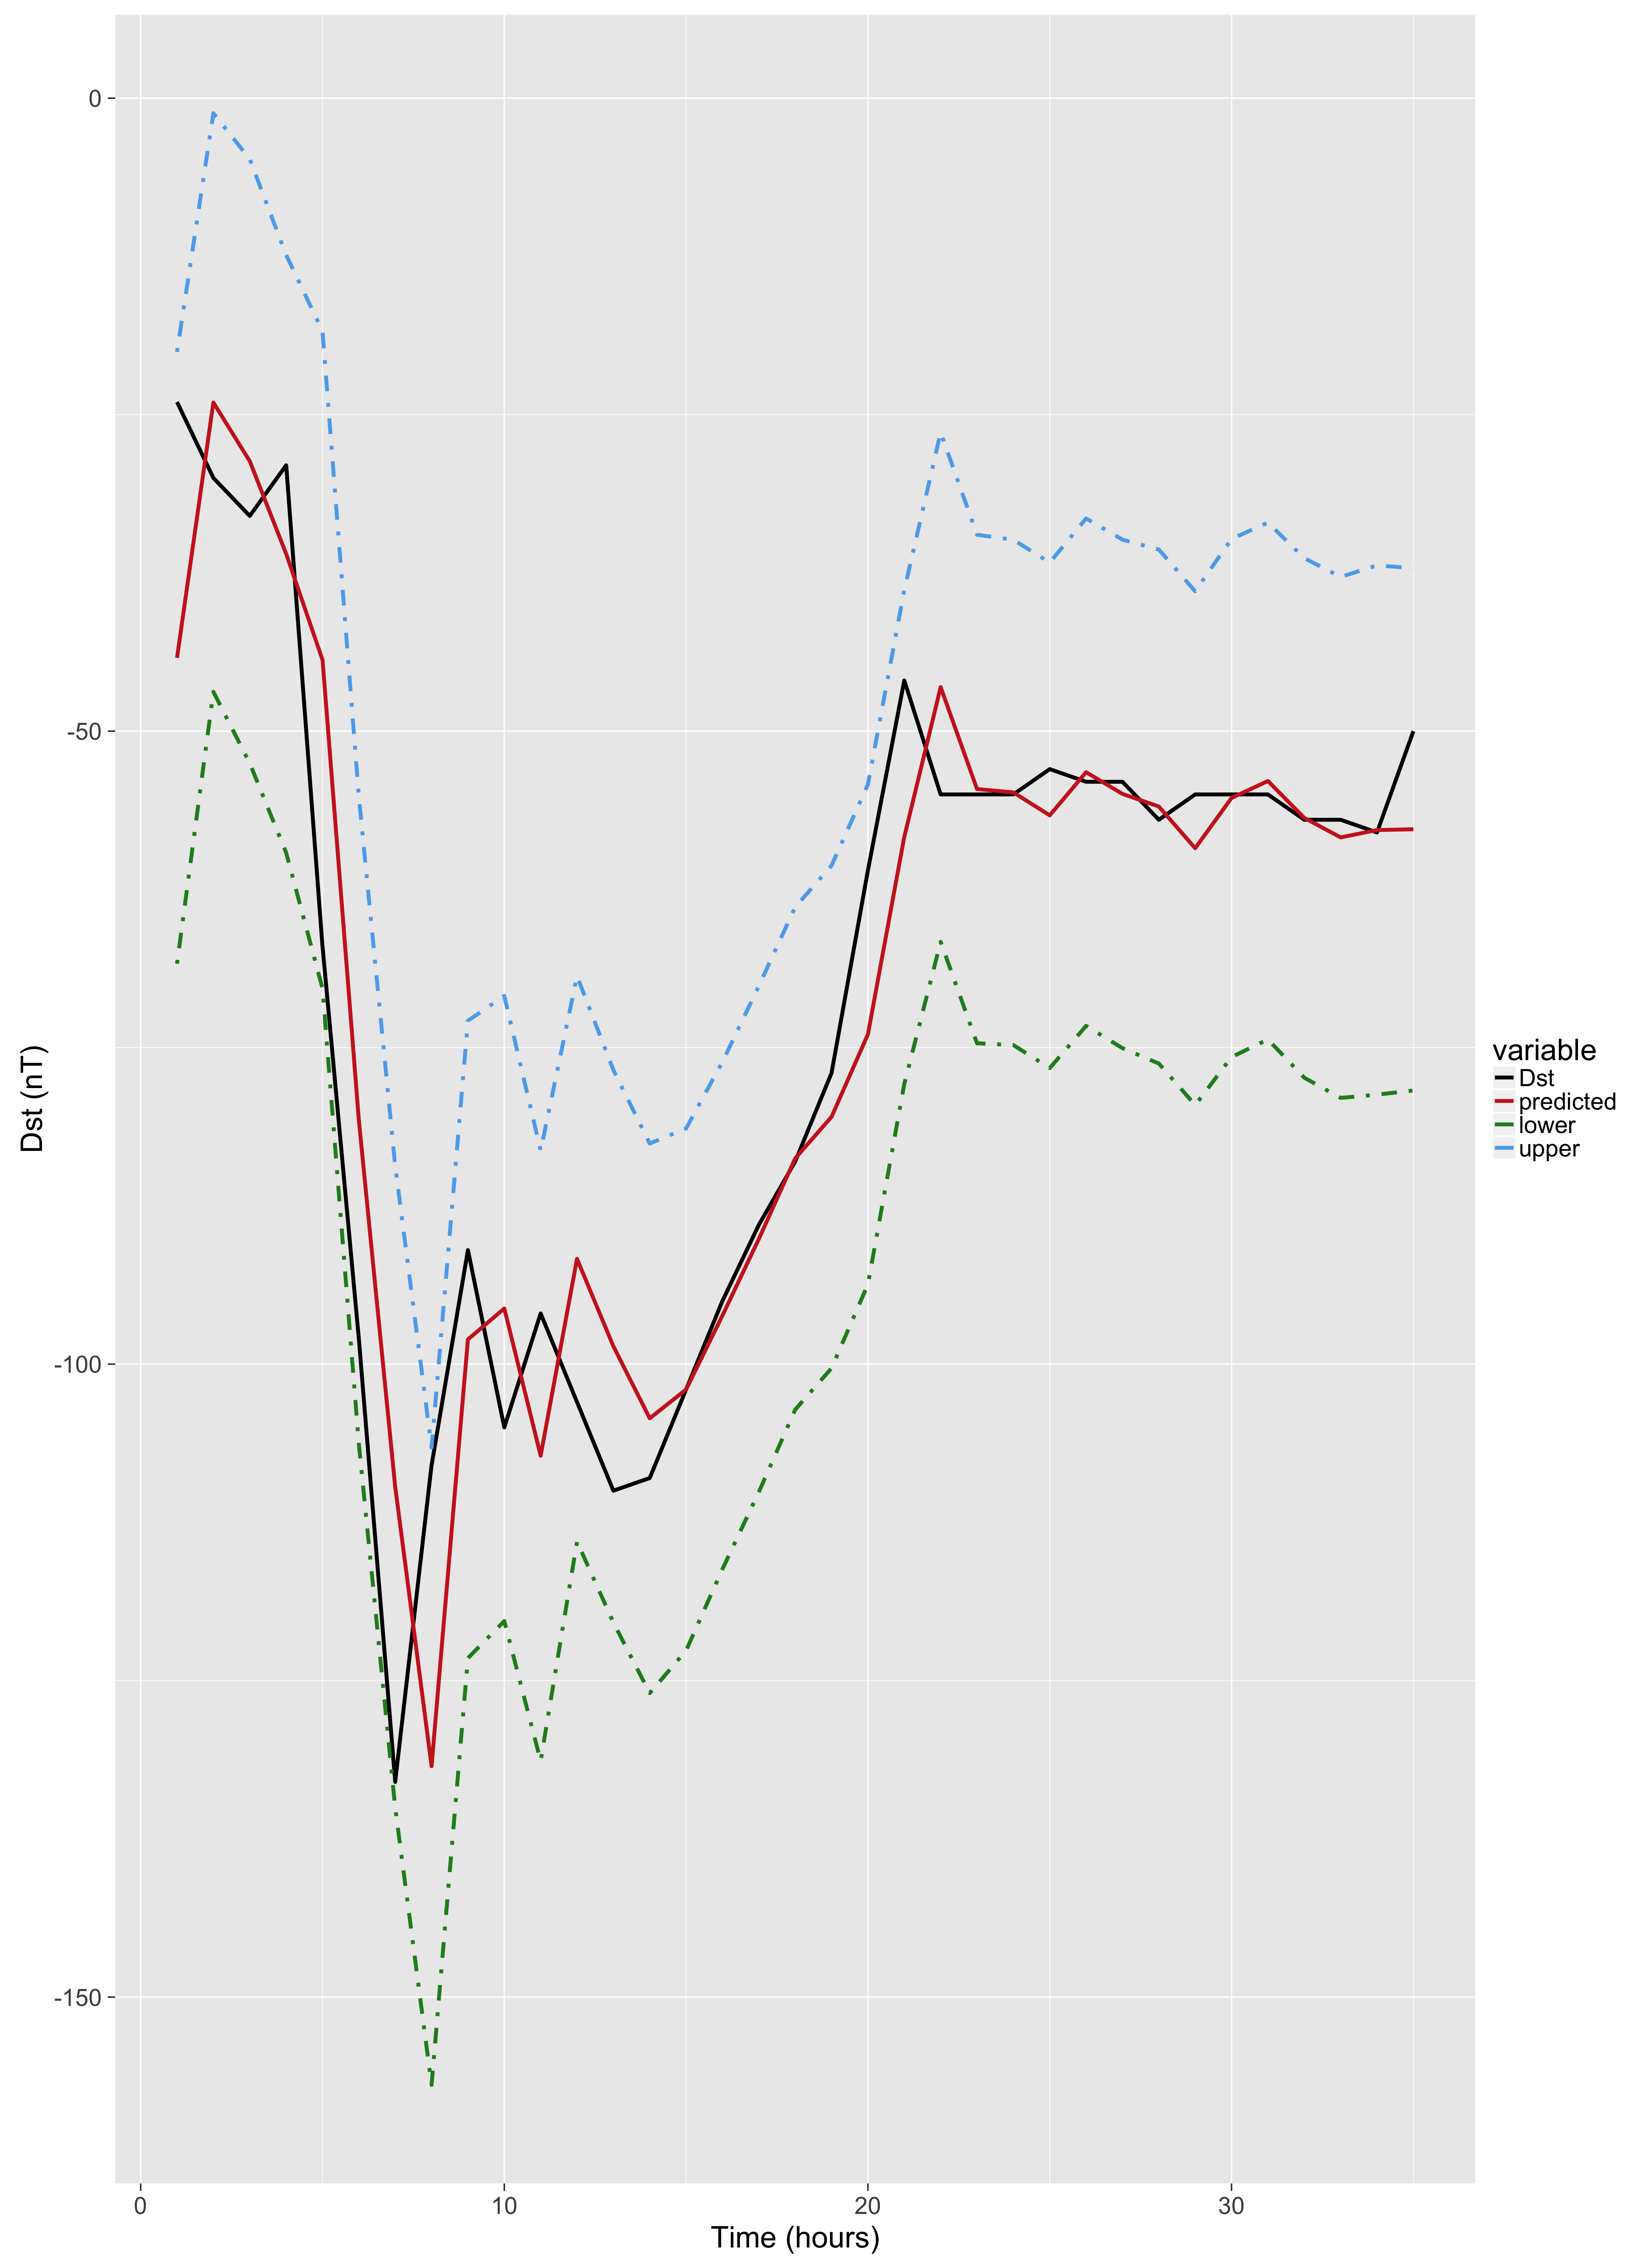 0
-50
-100
-150
Dst (nT)
0
10
20
30
Time (hours)
variable
Dst
predicted
lower
upper